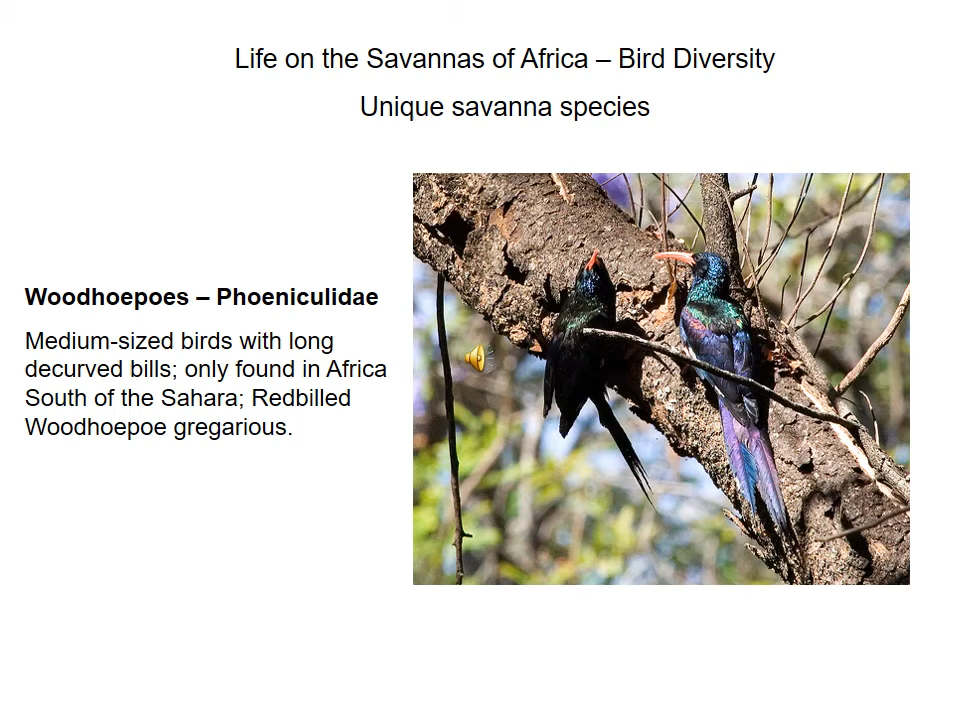 Life on the Savannas of Africa – Bird Diversity
Unique savanna species
Woodhoepoes – Phoeniculidae
Medium-sized birds with long
decurved bills; only found in Africa
South of the Sahara; Redbilled
Woodhoepoe gregarious.